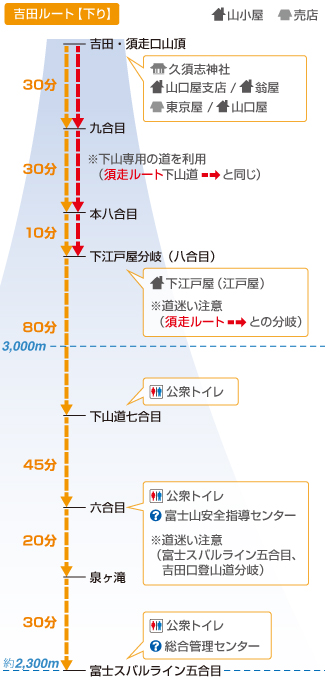 吉田ルート【下り】
山小屋 売店
吉田・須走口山頂
久須志神社
山口屋支店 / 扇屋
東京屋 / 山口屋
30分
九合目
30分
※下山専用の道を利用
（須走ルート下山道 と同じ）
本八合目
10分
下江戸屋分岐（八合目）
下江戸屋（江戸屋）
※道迷い注意
（須走ルート との分岐）
80分
3,000m
公衆トイレ
下山道七合目
45分
公衆トイレ
六合目
? 富士山安全指導センター
※道迷い注意
（富士スバルライン五合目、
吉田口登山道分岐）
20分
泉ヶ滝
30分
公衆トイレ
? 総合管理センター
約2,300m
富士スバルライン五合目